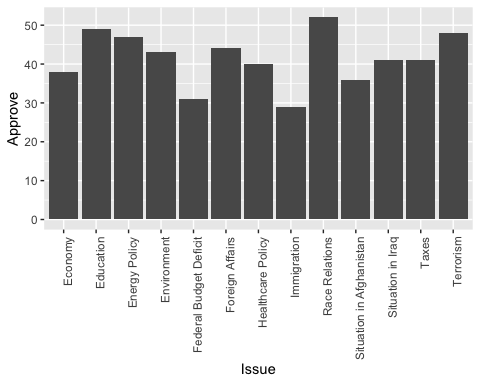 50
40
30
20
10
0
Approve
Economy
Education
Energy Policy
Environment
Federal Budget Deficit
Foreign Affairs
Healthcare Policy
Immigration
Race Relations
Situation in Afghanistan
Situation in Iraq
Taxes
Terrorism
Issue